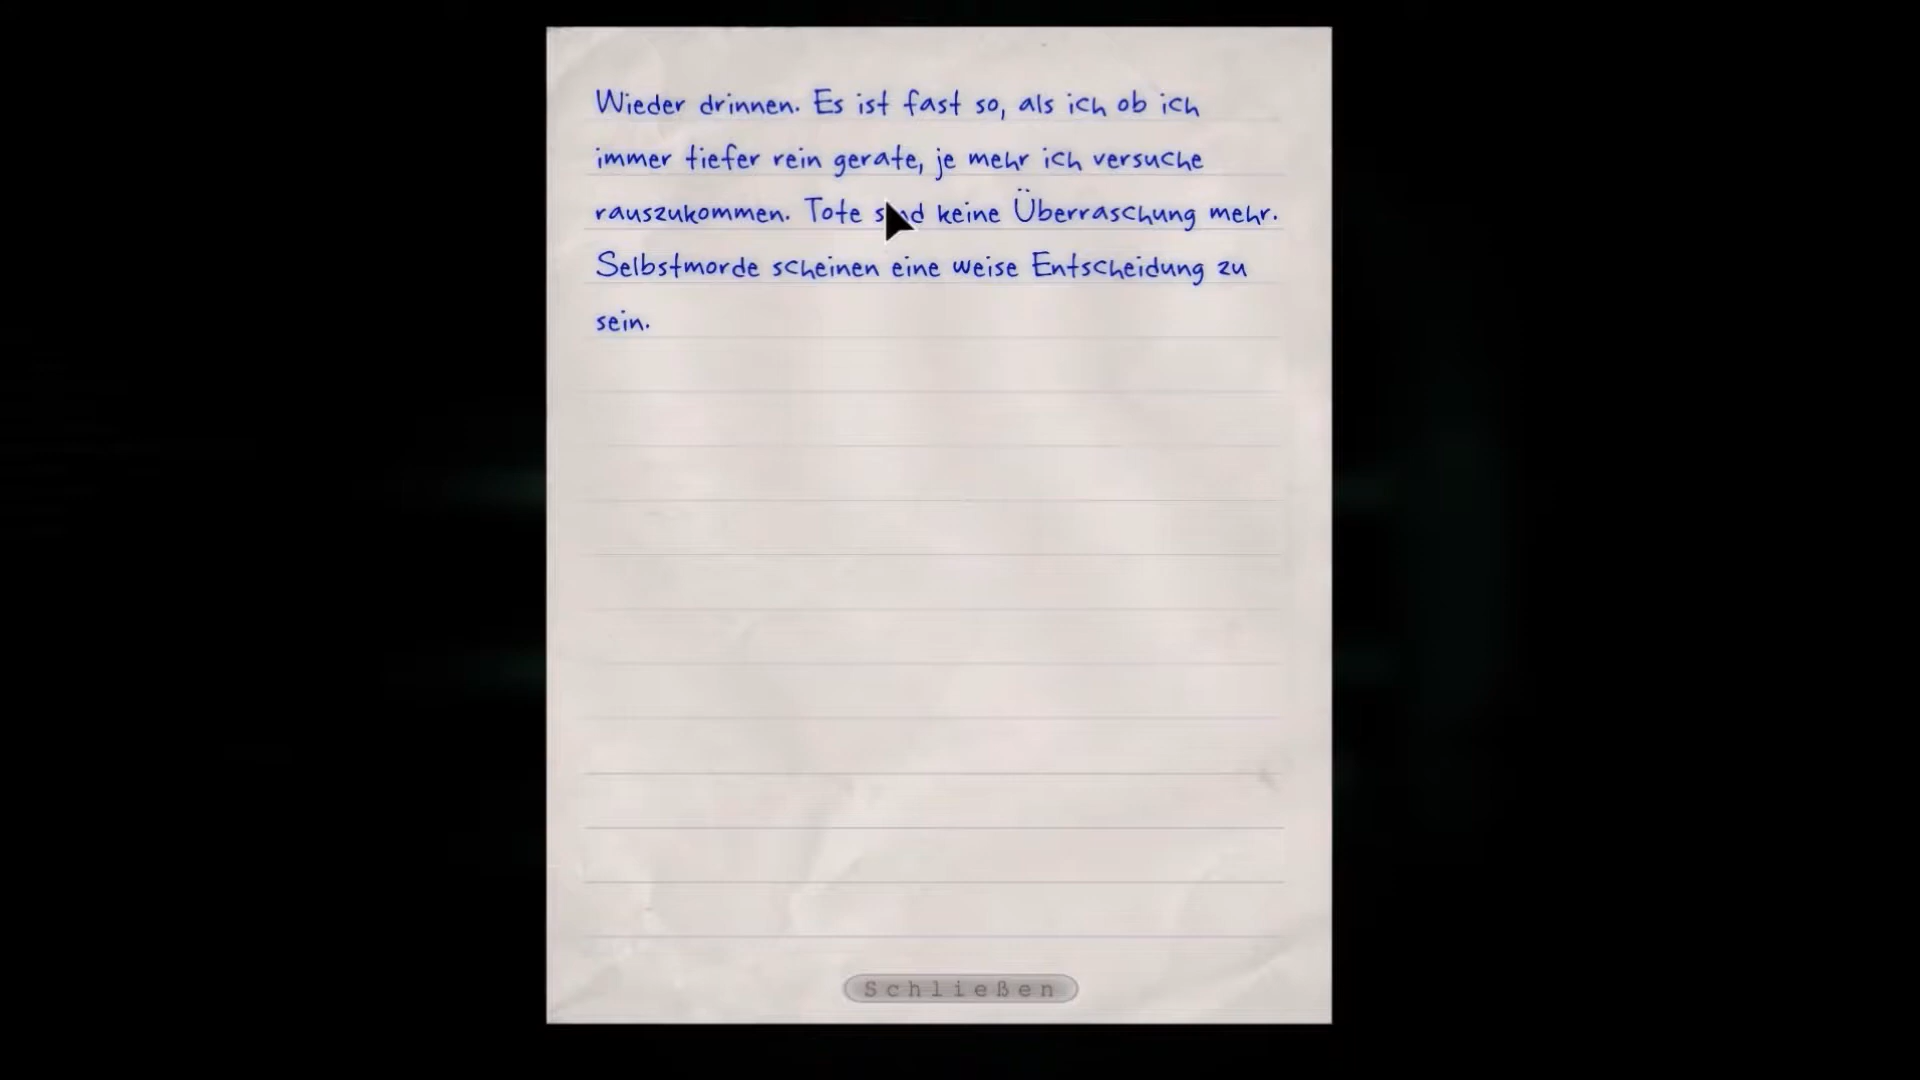 Wieder drinnen. Es ist fast so, als ich ob ich
immer tiefer rein gerate, je mehr ich versuche
rauszukommen. Tote sind keine Überraschung mehr.
Selbstmorde scheinen eine weise Entscheidung zu
sein.
Schließen